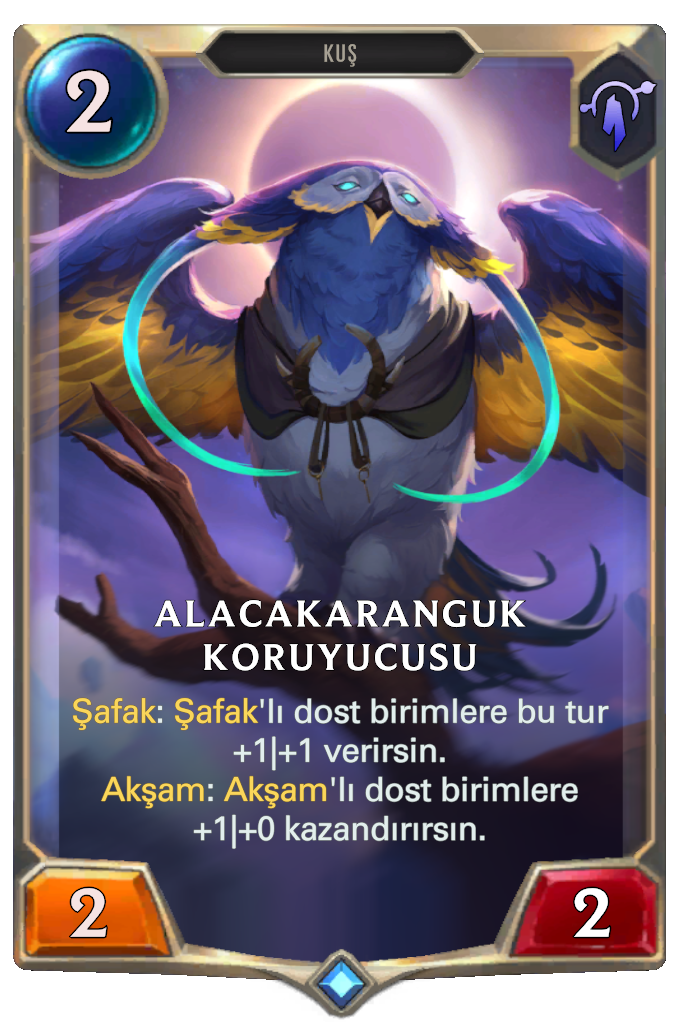 KUŞ
2
ALACAKARANGUK
KORUYUCUSU
Şafak: Şafak'lı dost birimlere bu tur
+1|+1 verirsin.
Akşam: Akşam'lı dost birimlere
+1|+0 kazandırırsın.
2
2